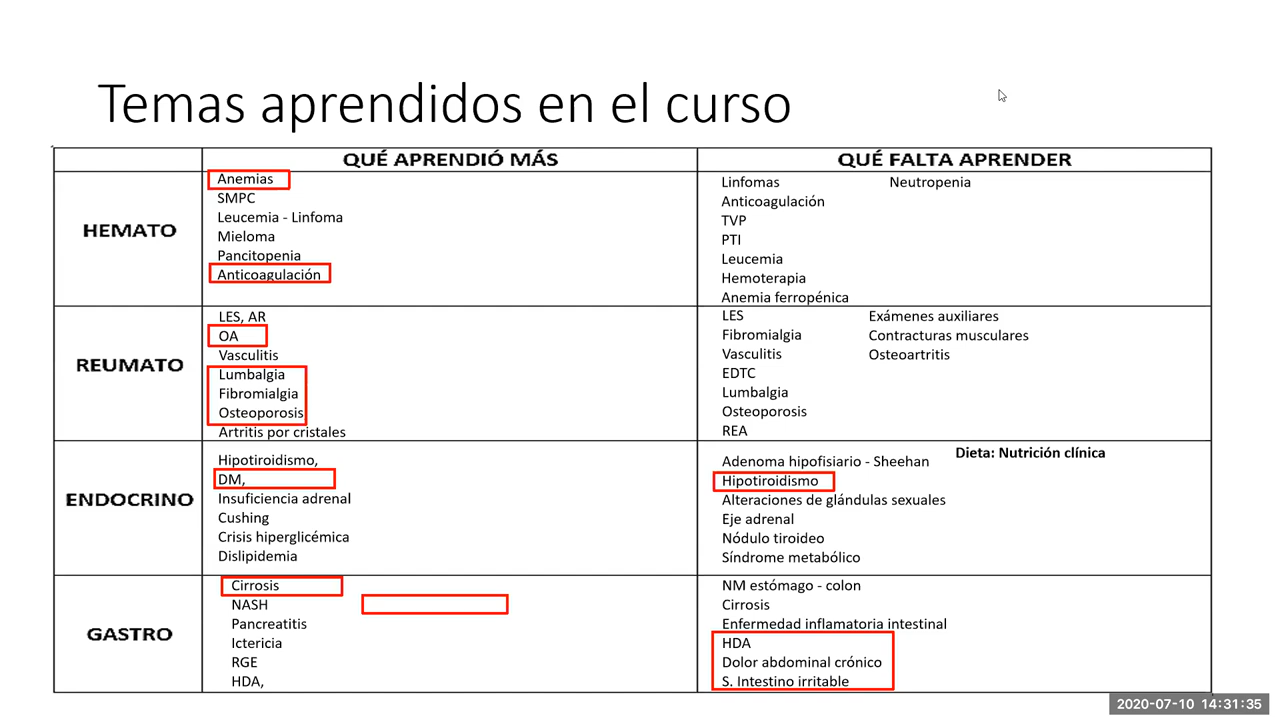 Temas aprendidos en el curso
QUÉ APRENDIÓ MÁS
QUÉ FALTA APRENDER
HEMATO
Anemias
SMPC
Leucemia - Linfoma
Mieloma
Pancitopenia
Anticoagulación
Linfomas
Anticoagulación
TVP
PTI
Leucemia
Hemoterapia
Anemia ferropénica
Neutropenia
REUMATO
LES, AR
OA
Vasculitis
Lumbalgia
Fibromialgia
Osteoporosis
Artritis por cristales
LES
Fibromialgia
Vasculitis
EDTC
Lumbalgia
Osteoporosis
REA
Exámenes auxiliares
Contracturas musculares
Osteoartritis
ENDOCRINO
Hipotiroidismo,
DM,
Insuficiencia adrenal
Cushing
Crisis hiperglicémica
Dislipidemia
Adenoma hipofisiario - Sheehan
Hipotiroidismo
Alteraciones de glándulas sexuales
Eje adrenal
Nódulo tiroideo
Síndrome metabólico
Dieta: Nutrición clínica
GASTRO
Cirrosis
NASH
Pancreatitis
Ictericia
RGE
HDA,
NM estómago - colon
Cirrosis
Enfermedad inflamatoria intestinal
HDA
Dolor abdominal crónico
S. Intestino irritable
2020-07-10 14:31:35